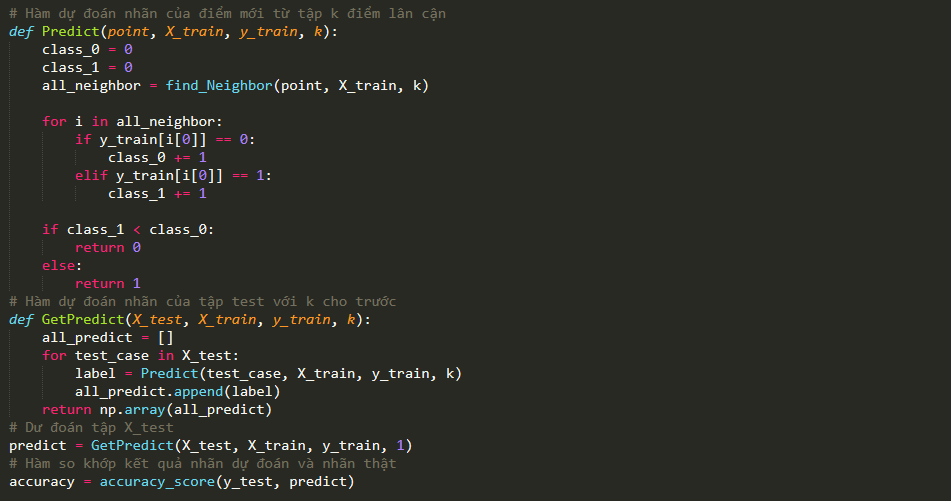 # Hàm dự đoán nhãn của điểm mới từ tập k điểm lân cận
def Predict(point, X_train, y_train, k):
    class_0 = 0
    class_1 = 0
    all_neighbor = find_Neighbor(point, X_train, k)
    for i in all_neighbor:
        if y_train[i[0]] == 0:
            class_0 += 1
        elif y_train[i[0]] == 1:
            class_1 += 1
    if class_1 < class_0:
        return 0
    else:
        return 1
# Hàm dự đoán nhãn của tập test với k cho trước
def GetPredict(X_test, X_train, y_train, k):
    all_predict = []
    for test_case in X_test:
        label = Predict(test_case, X_train, y_train, k)
        all_predict.append(label)
    return np.array(all_predict)
# Dự đoán tập X_test
predict = GetPredict(X_test, X_train, y_train, 1)
# Hàm so khớp kết quả nhãn dự đoán và nhãn thật
accuracy = accuracy_score(y_test, predict)